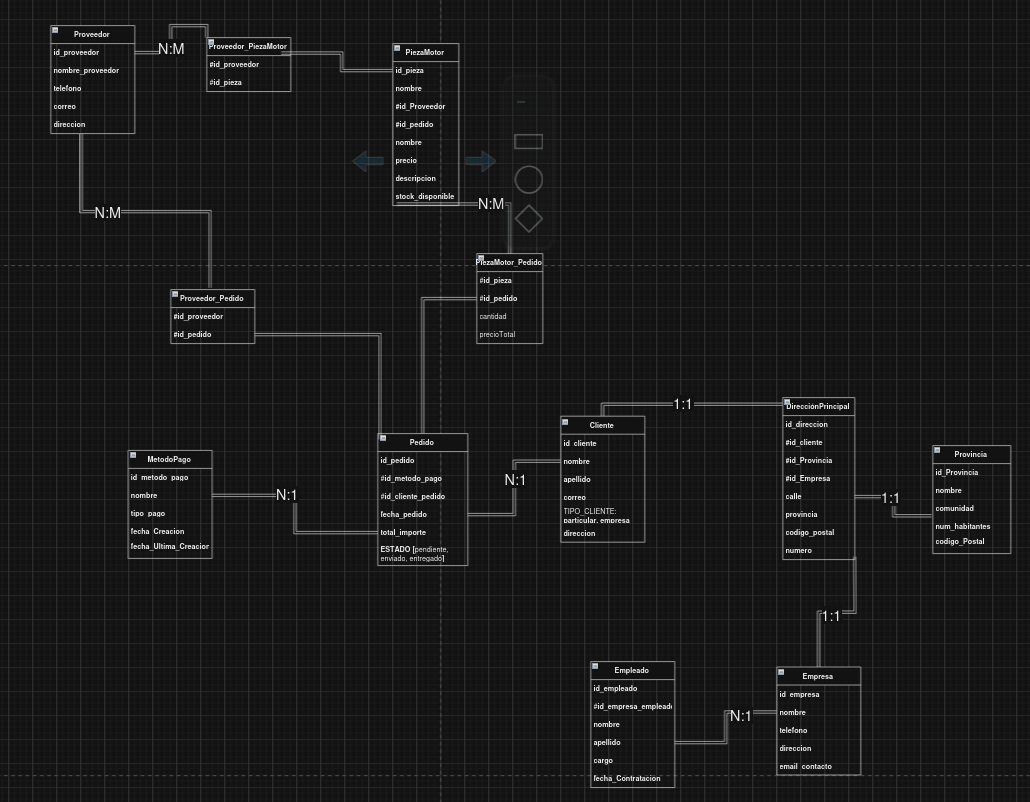 Proveedor
id_proveedor
nombre_proveedor
telefono
correo
direccion
N:M
Proveedor_PiezaMotor
#id_proveedor
#id_pieza
PiezaMotor
id_pieza
nombre
#id_Proveedor
#id_pedido
nombre
precio
descripcion
stock_disponible
N:M
N:M
PiezaMotor_Pedido
#id_pieza
#id_pedido
cantidad
precioTotal
Proveedor_Pedido
#id_proveedor
#id_pedido
MetodoPago
id_metodo_pago
nombre
tipo_pago
fecha_Creacion
fecha_Ultima_Creacion
N:1
Pedido
id_pedido
#id_metodo_pago
#id_cliente_pedido
fecha_pedido
total_importe
ESTADO [pendiente,
enviado, entregado]
N:1
Cliente
id_cliente
nombre
apellido
correo
TIPO_CLIENTE:
particular, empresa
direccion
1:1
DirecciónPrincipal
id_direccion
#id_cliente
#id_Provincia
#id_Empresa
calle
provincia
codigo_postal
numero
1:1
Provincia
id_Provincia
nombre
comunidad
num_habitantes
codigo_Postal
1:1
Empleado
id_empleado
#id_empresa_emplead
nombre
apellido
cargo
fecha_Contratacion
N:1
Empresa
id_empresa
nombre
telefono
direccion
email_contacto